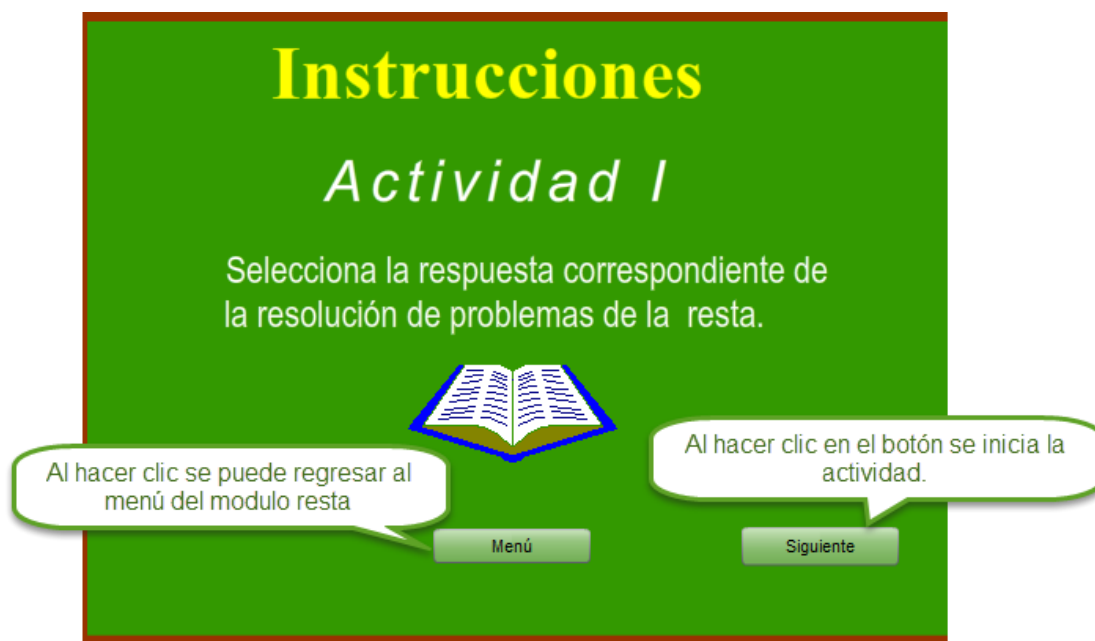 Instrucciones
Actividad I
Selecciona la respuesta correspondiente de
la resolución de problemas de la resta.
Al hacer clic se puede regresar al
menú del modulo resta
Al hacer clic en el botón se inicia la
actividad.
Menú
Siguiente